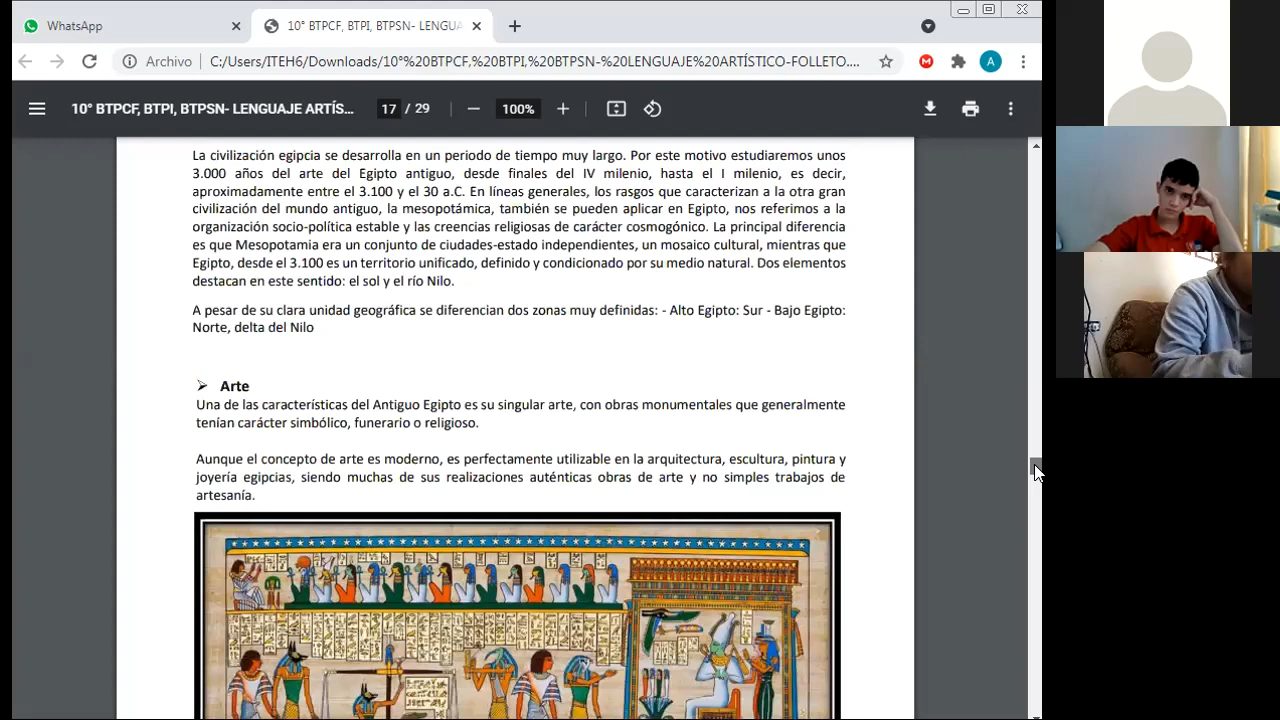 WhatsApp
10° BTPCF, BTPI, BTPSN- LENGUA
Archivo
C:/Users/ITEH6/Downloads/10°%20BTPCF,%20BTPI,%20BTPSN-%20LENGUAJE%20ARTÍSTICO-FOLLETO....
M
A
10° BTPCF, BTPI, BTPSN- LENGUAJE ARTÍS...
17 / 29
100%
La civilización egipcia se desarrolla en un periodo de tiempo muy largo. Por este motivo estudiaremos unos
3.000 años del arte del Egipto antiguo, desde finales del IV milenio, hasta el I milenio, es decir,
aproximadamente entre el 3.100 y el 30 a.C. En líneas generales, los rasgos que caracterizan a la otra gran
civilización del mundo antiguo, la mesopotámica, también se pueden aplicar en Egipto, nos referimos a la
organización socio-política estable y las creencias religiosas de carácter cosmogónico. La principal diferencia
es que Mesopotamia era un conjunto de ciudades-estado independientes, un mosaico cultural, mientras que
Egipto, desde el 3.100 es un territorio unificado, definido y condicionado por su medio natural. Dos elementos
destacan en este sentido: el sol y el río Nilo.
A pesar de su clara unidad geográfica se diferencian dos zonas muy definidas: - Alto Egipto: Sur - Bajo Egipto:
Norte, delta del Nilo
Arte
Una de las características del Antiguo Egipto es su singular arte, con obras monumentales que generalmente
tenían carácter simbólico, funerario o religioso.
Aunque el concepto de arte es moderno, es perfectamente utilizable en la arquitectura, escultura, pintura y
joyería egipcias, siendo muchas de sus realizaciones auténticas obras de arte y no simples trabajos de
artesanía.